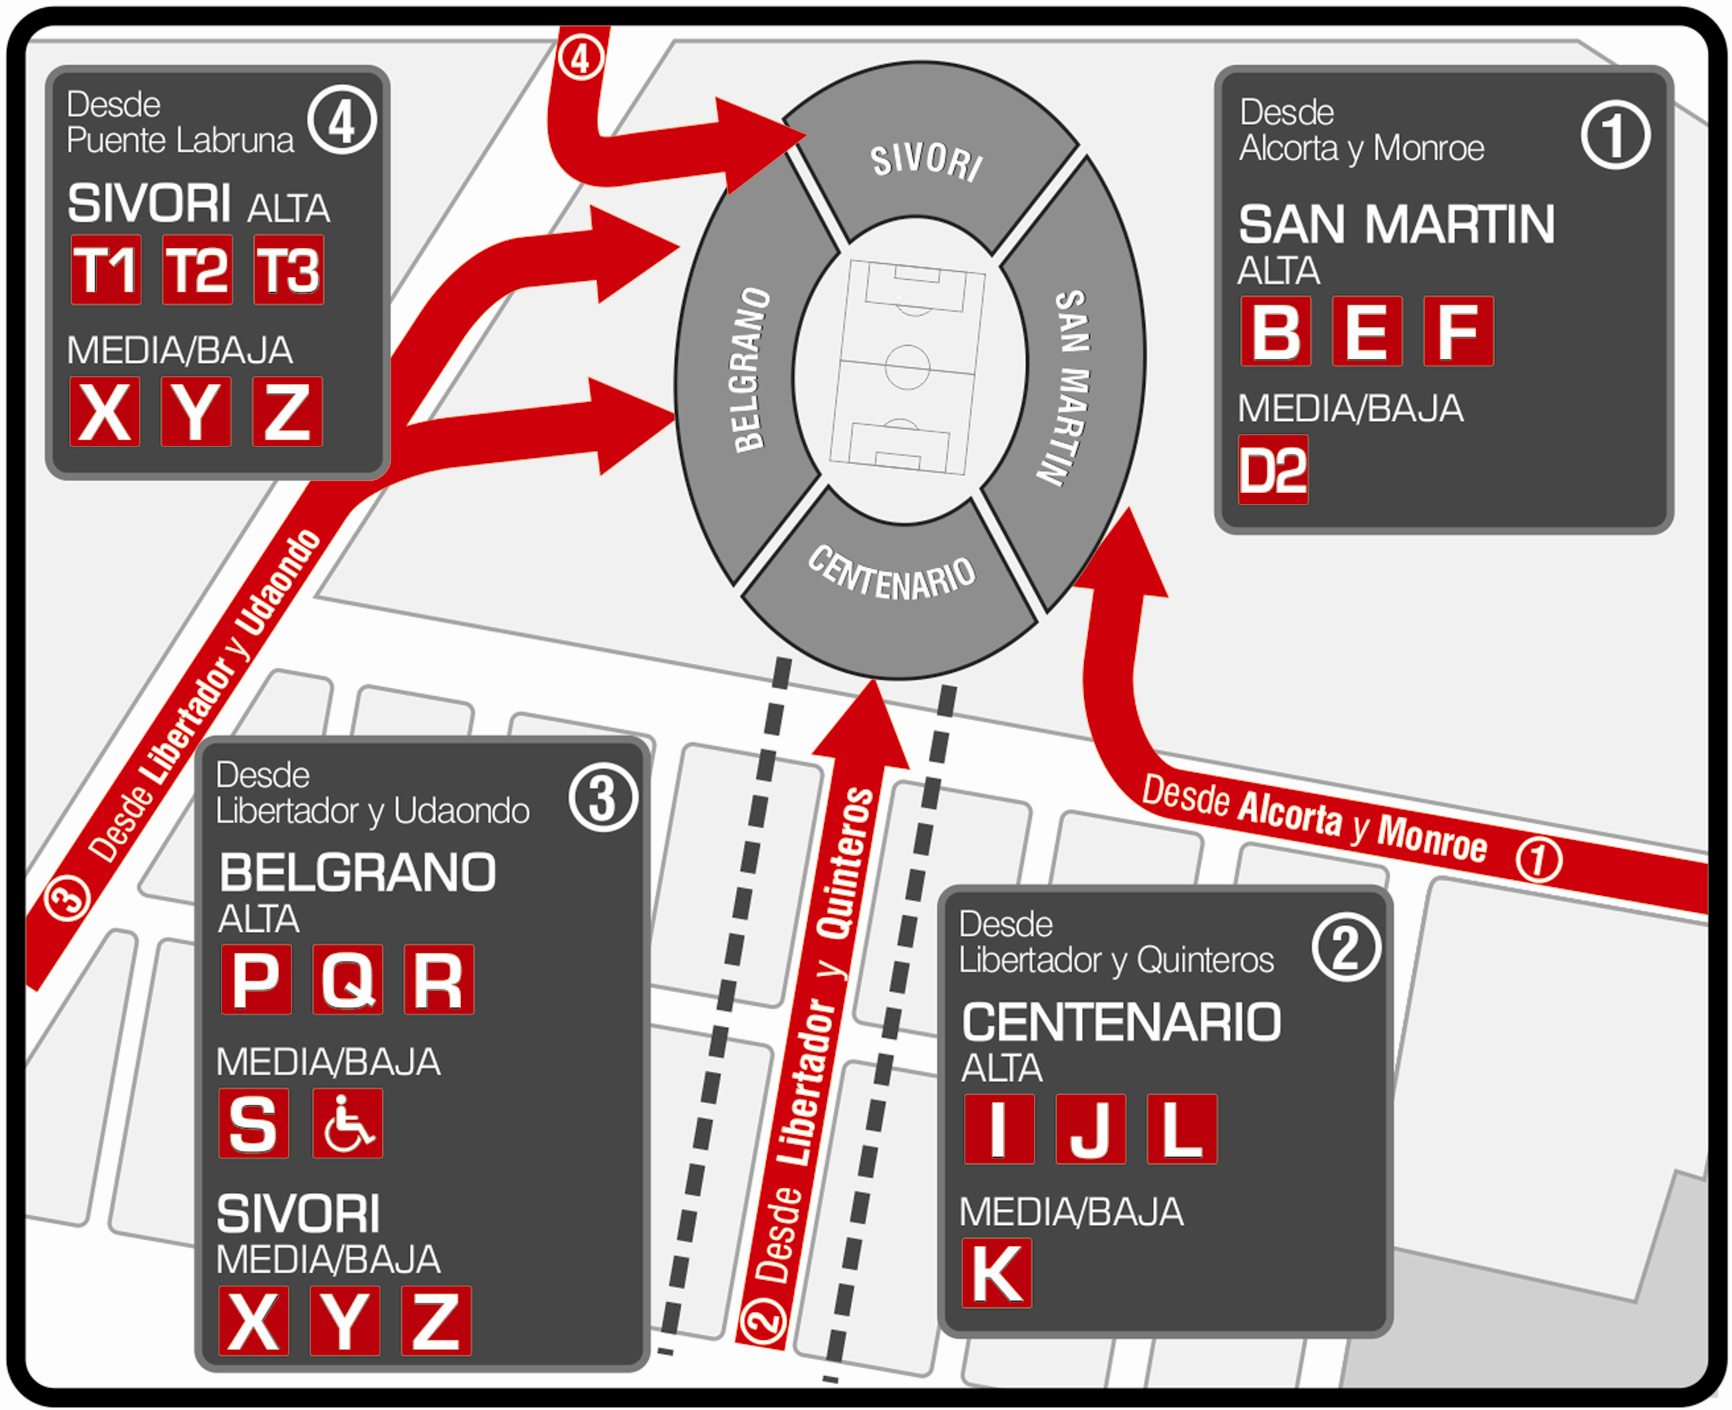 4
Desde
Puente Labruna
4
SIVORI ALTA
T1 T2 T3
MEDIA/BAJA
X Y Z
Desde
Alcorta y Monroe
1
SAN MARTIN
ALTA
B E F
MEDIA/BAJA
D2
SIVORI
BELGRANO
SAN MARTIN
CENTENARIO
3 Desde Libertador y Udaondo
Desde Alcorta y Monroe 1
2 Desde Libertador y Quinteros
Desde
Libertador y Udaondo
3
BELGRANO
ALTA
P Q R
MEDIA/BAJA
S
SIVORI
MEDIA/BAJA
X Y Z
Desde
Libertador y Quinteros
2
CENTENARIO
ALTA
I J L
MEDIA/BAJA
K